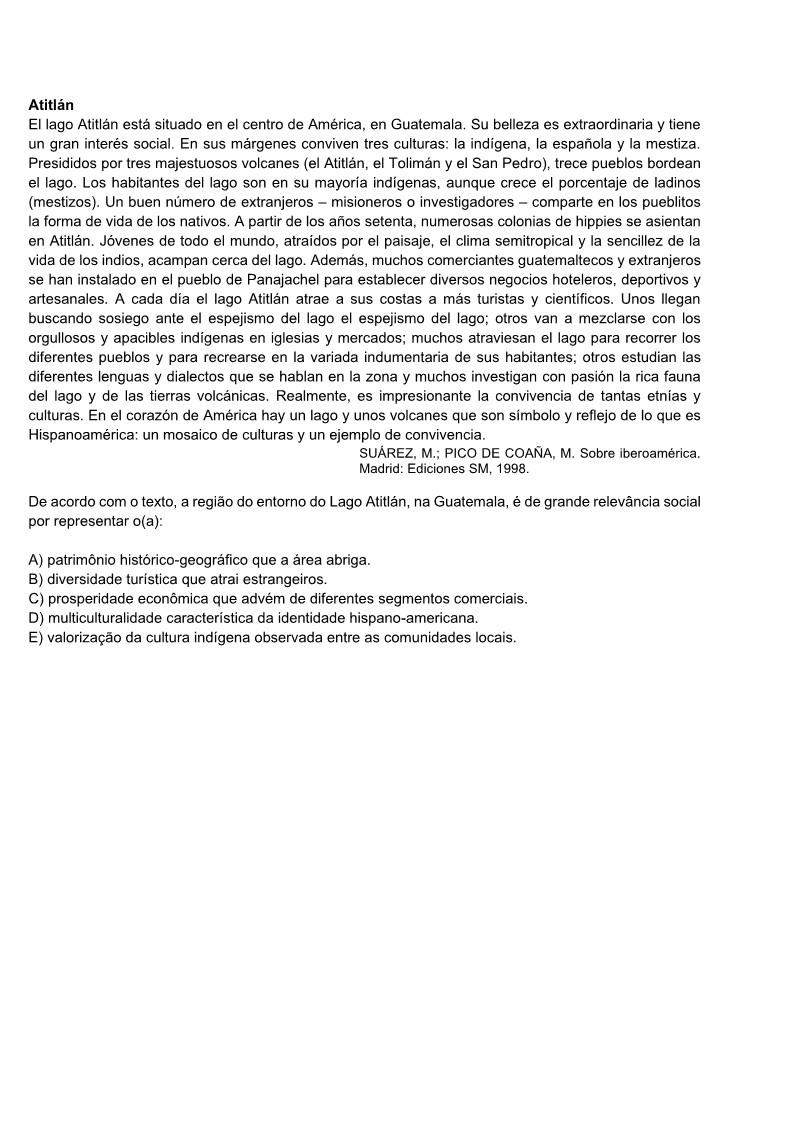 Atitlán
El lago Atitlán está situado en el centro de América, en Guatemala. Su belleza es extraordinaria y tiene
un gran interés social. En sus márgenes conviven tres culturas: la indígena, la española y la mestiza.
Presididos por tres majestuosos volcanes (el Atitlán, el Tolimán y el San Pedro), trece pueblos bordean
el lago. Los habitantes del lago son en su mayoría indígenas, aunque crece el porcentaje de ladinos
(mestizos). Un buen número de extranjeros – misioneros o investigadores – comparte en los pueblitos
la forma de vida de los nativos. A partir de los años setenta, numerosas colonias de hippies se asientan
en Atitlán. Jóvenes de todo el mundo, atraídos por el paisaje, el clima semitropical y la sencillez de la
vida de los indios, acampan cerca del lago. Además, muchos comerciantes guatemaltecos y extranjeros
se han instalado en el pueblo de Panajachel para establecer diversos negocios hoteleros, deportivos y
artesanales. A cada día el lago Atitlán atrae a sus costas a más turistas y científicos. Unos llegan
buscando sosiego ante el espejismo del lago el espejismo del lago; otros van a mezclarse con los
orgullosos y apacibles indígenas en iglesias y mercados; muchos atraviesan el lago para recorrer los
diferentes pueblos y para recrearse en la variada indumentaria de sus habitantes; otros estudian las
diferentes lenguas y dialectos que se hablan en la zona y muchos investigan con pasión la rica fauna
del lago y de las tierras volcánicas. Realmente, es impresionante la convivencia de tantas etnías y
culturas. En el corazón de América hay un lago y unos volcanes que son símbolo y reflejo de lo que es
Hispanoamérica: un mosaico de culturas y un ejemplo de convivencia.
SUÁREZ, M.; PICO DE COAÑA, M. Sobre iberoamérica.
Madrid: Ediciones SM, 1998.
De acordo com o texto, a região do entorno do Lago Atitlán, na Guatemala, é de grande relevância social
por representar o(a):
A) patrimônio histórico-geográfico que a área abriga.
B) diversidade turística que atrai estrangeiros.
C) prosperidade econômica que advém de diferentes segmentos comerciais.
D) multiculturalidade característica da identidade hispano-americana.
E) valorização da cultura indígena observada entre as comunidades locais.